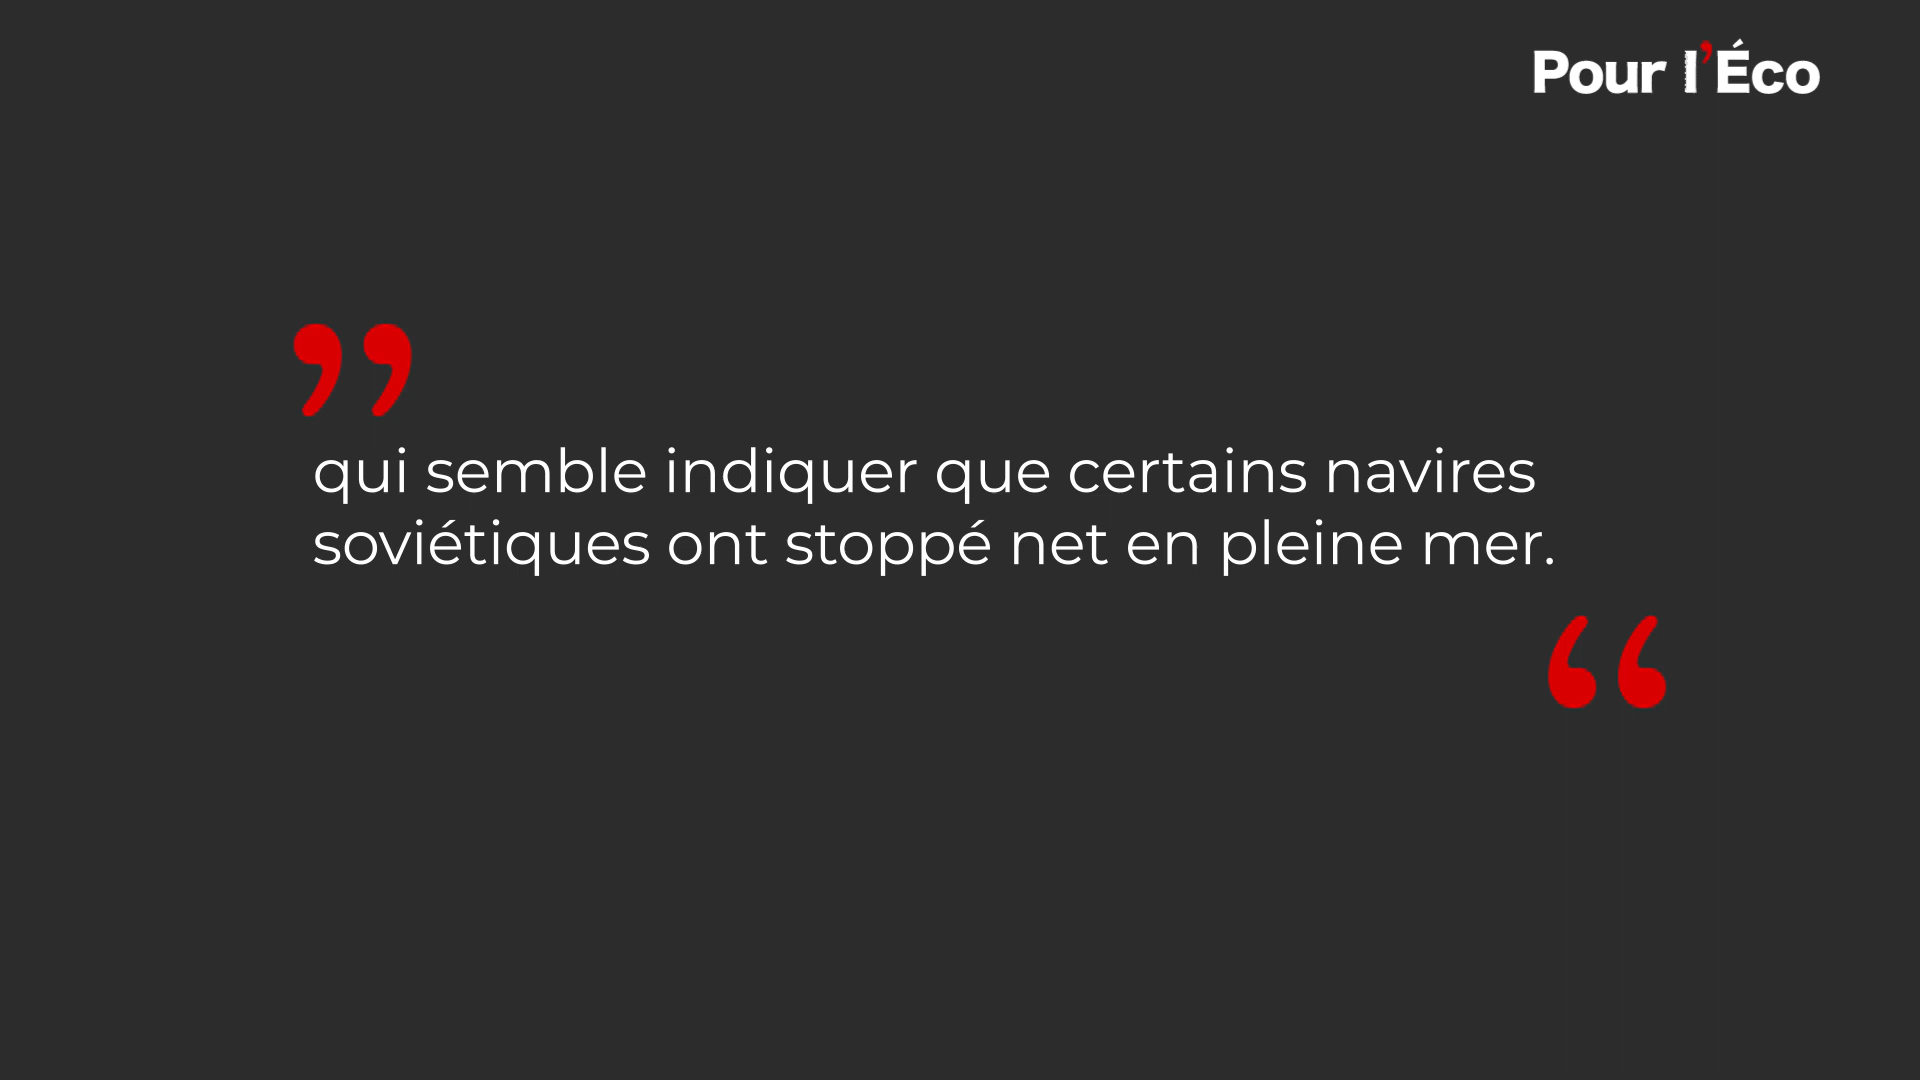 Pour l’Éco
”
qui semble indiquer que certains navires
soviétiques ont stoppé net en pleine mer.
“